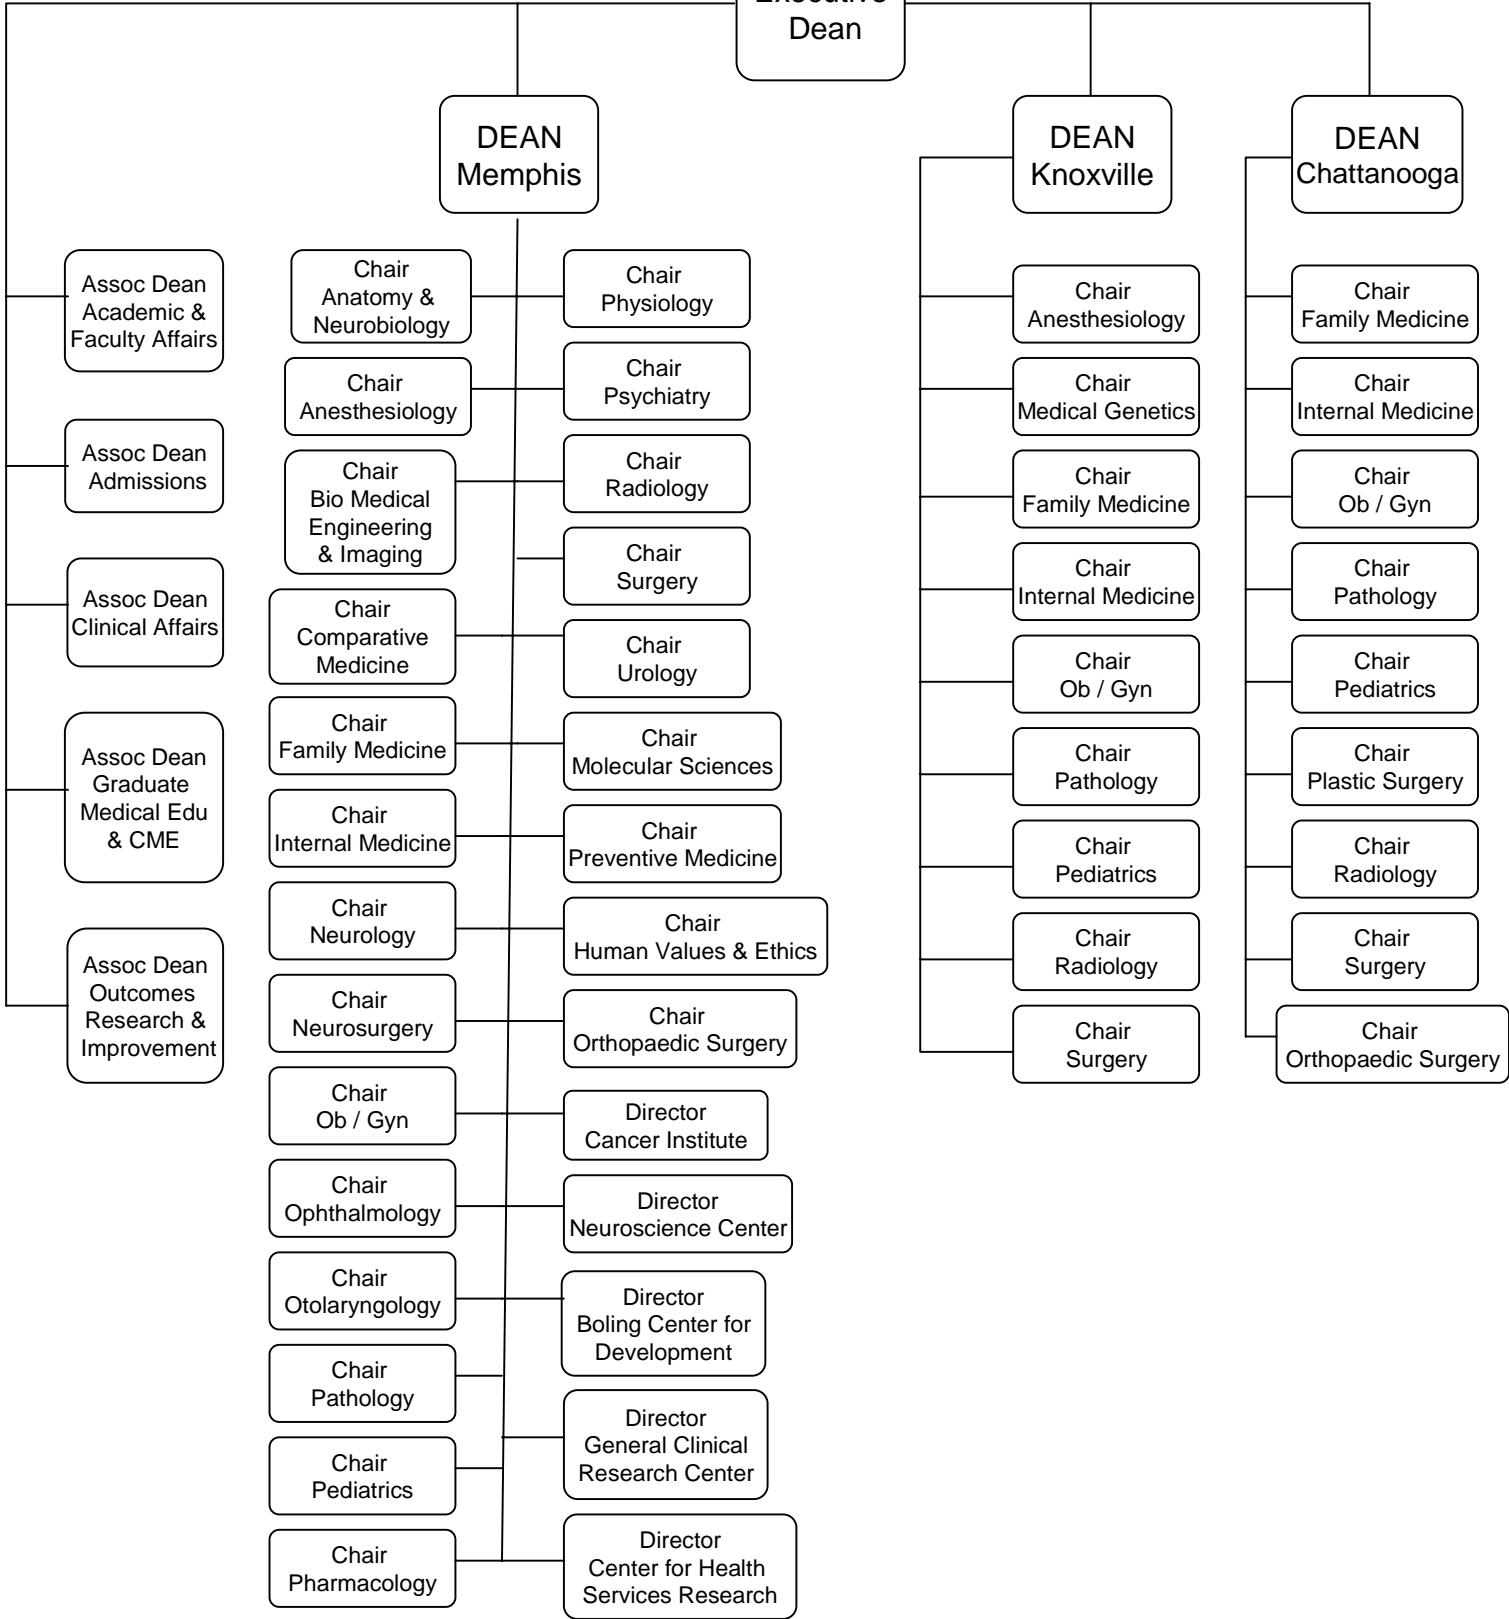 Executive
Dean
DEAN
Memphis
DEAN
Knoxville
DEAN
Chattanooga
Assoc Dean
Academic &
Faculty Affairs
Assoc Dean
Admissions
Assoc Dean
Clinical Affairs
Assoc Dean
Graduate
Medical Edu
& CME
Assoc Dean
Outcomes
Research &
Improvement
Chair
Anatomy &
Neurobiology
Chair
Anesthesiology
Chair
Bio Medical
Engineering
& Imaging
Chair
Comparative
Medicine
Chair
Family Medicine
Chair
Internal Medicine
Chair
Neurology
Chair
Neurosurgery
Chair
Ob / Gyn
Chair
Ophthalmology
Chair
Otolaryngology
Chair
Pathology
Chair
Pediatrics
Chair
Pharmacology
Chair
Physiology
Chair
Psychiatry
Chair
Radiology
Chair
Surgery
Chair
Urology
Chair
Molecular Sciences
Chair
Preventive Medicine
Chair
Human Values & Ethics
Chair
Orthopaedic Surgery
Director
Cancer Institute
Director
Neuroscience Center
Director
Boling Center for
Development
Director
General Clinical
Research Center
Director
Center for Health
Services Research
Chair
Anesthesiology
Chair
Medical Genetics
Chair
Family Medicine
Chair
Internal Medicine
Chair
Ob / Gyn
Chair
Pathology
Chair
Pediatrics
Chair
Radiology
Chair
Surgery
Chair
Family Medicine
Chair
Internal Medicine
Chair
Ob / Gyn
Chair
Pathology
Chair
Pediatrics
Chair
Plastic Surgery
Chair
Radiology
Chair
Surgery
Chair
Orthopaedic Surgery